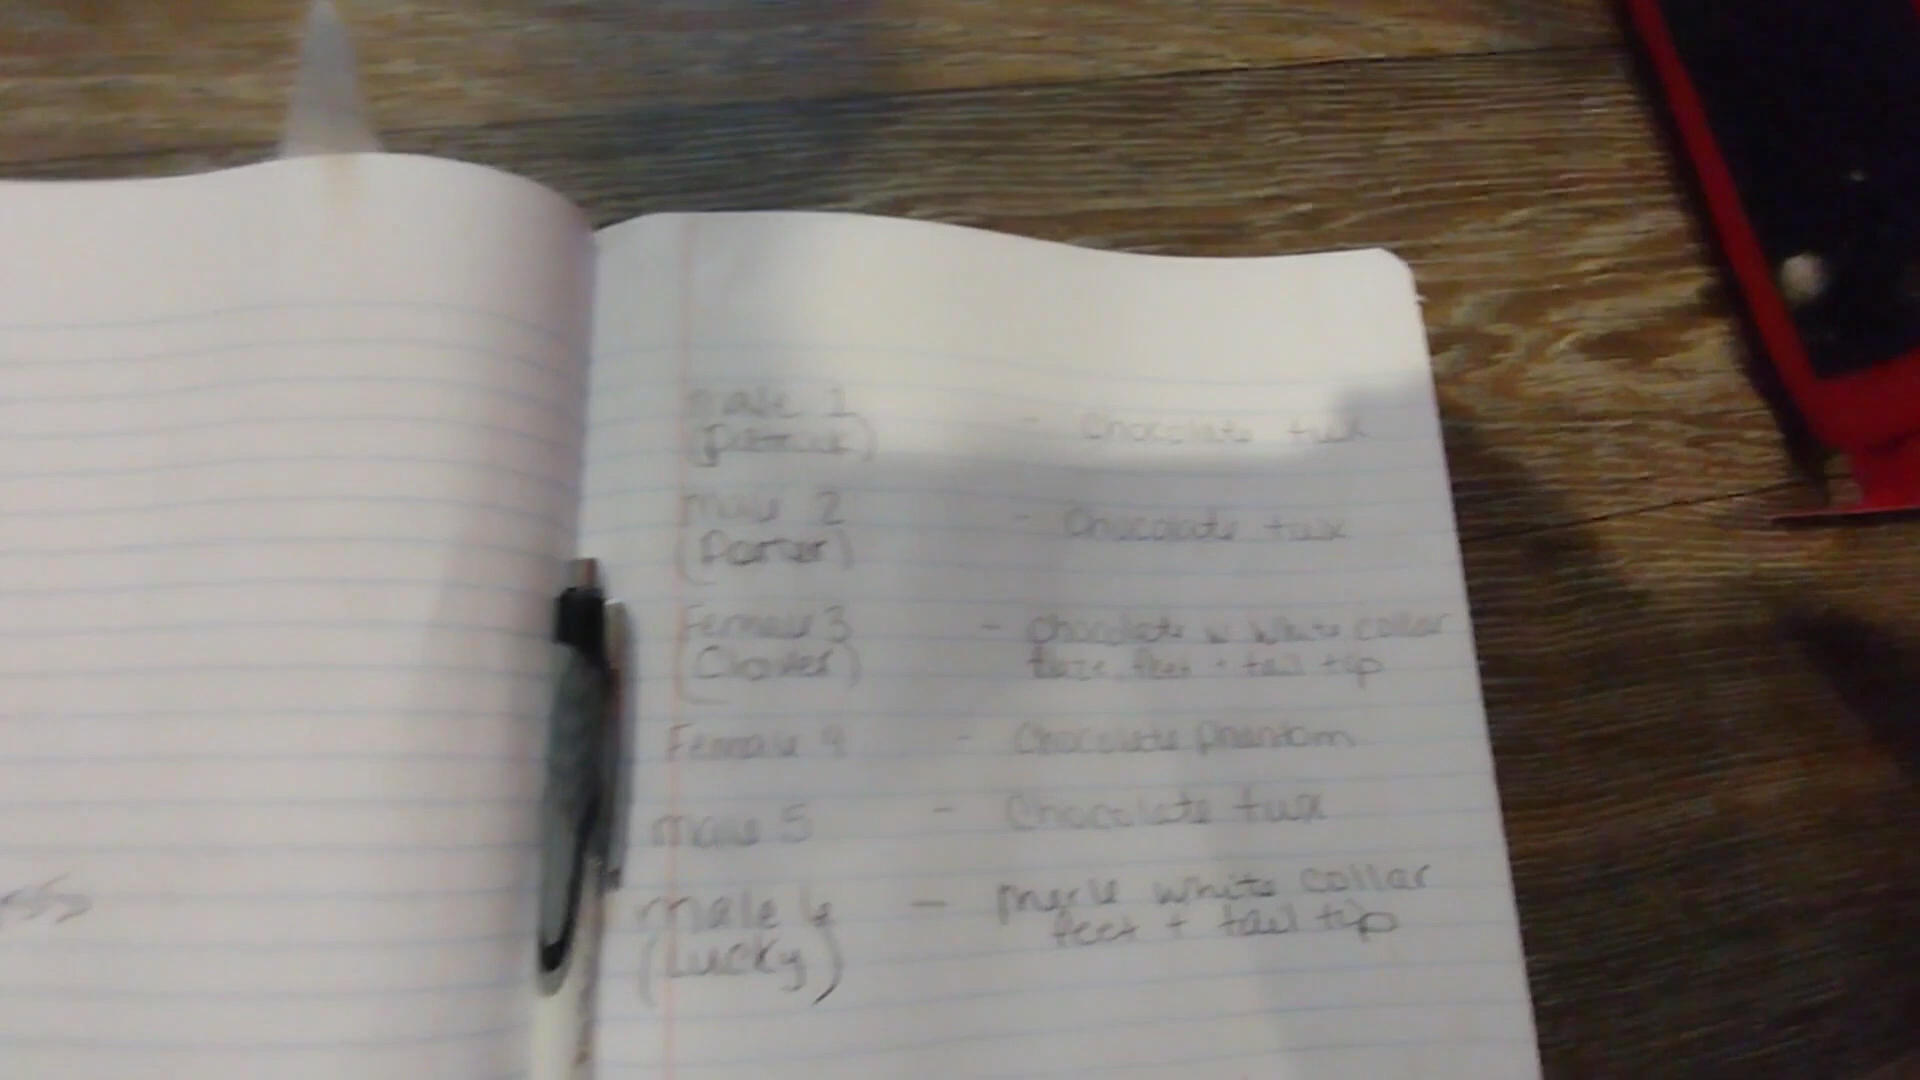 male 1
(Patrick) - Chocolate tux
male 2 - Chocolate tux
(Porter)
Female 3 - chocolate w white collar
(Clover) feet + tail tip
Female 4 - Chocolate phantom
male 5 - Chocolate tux
male 6 - merle white collar
(Lucky) feet + tail tip